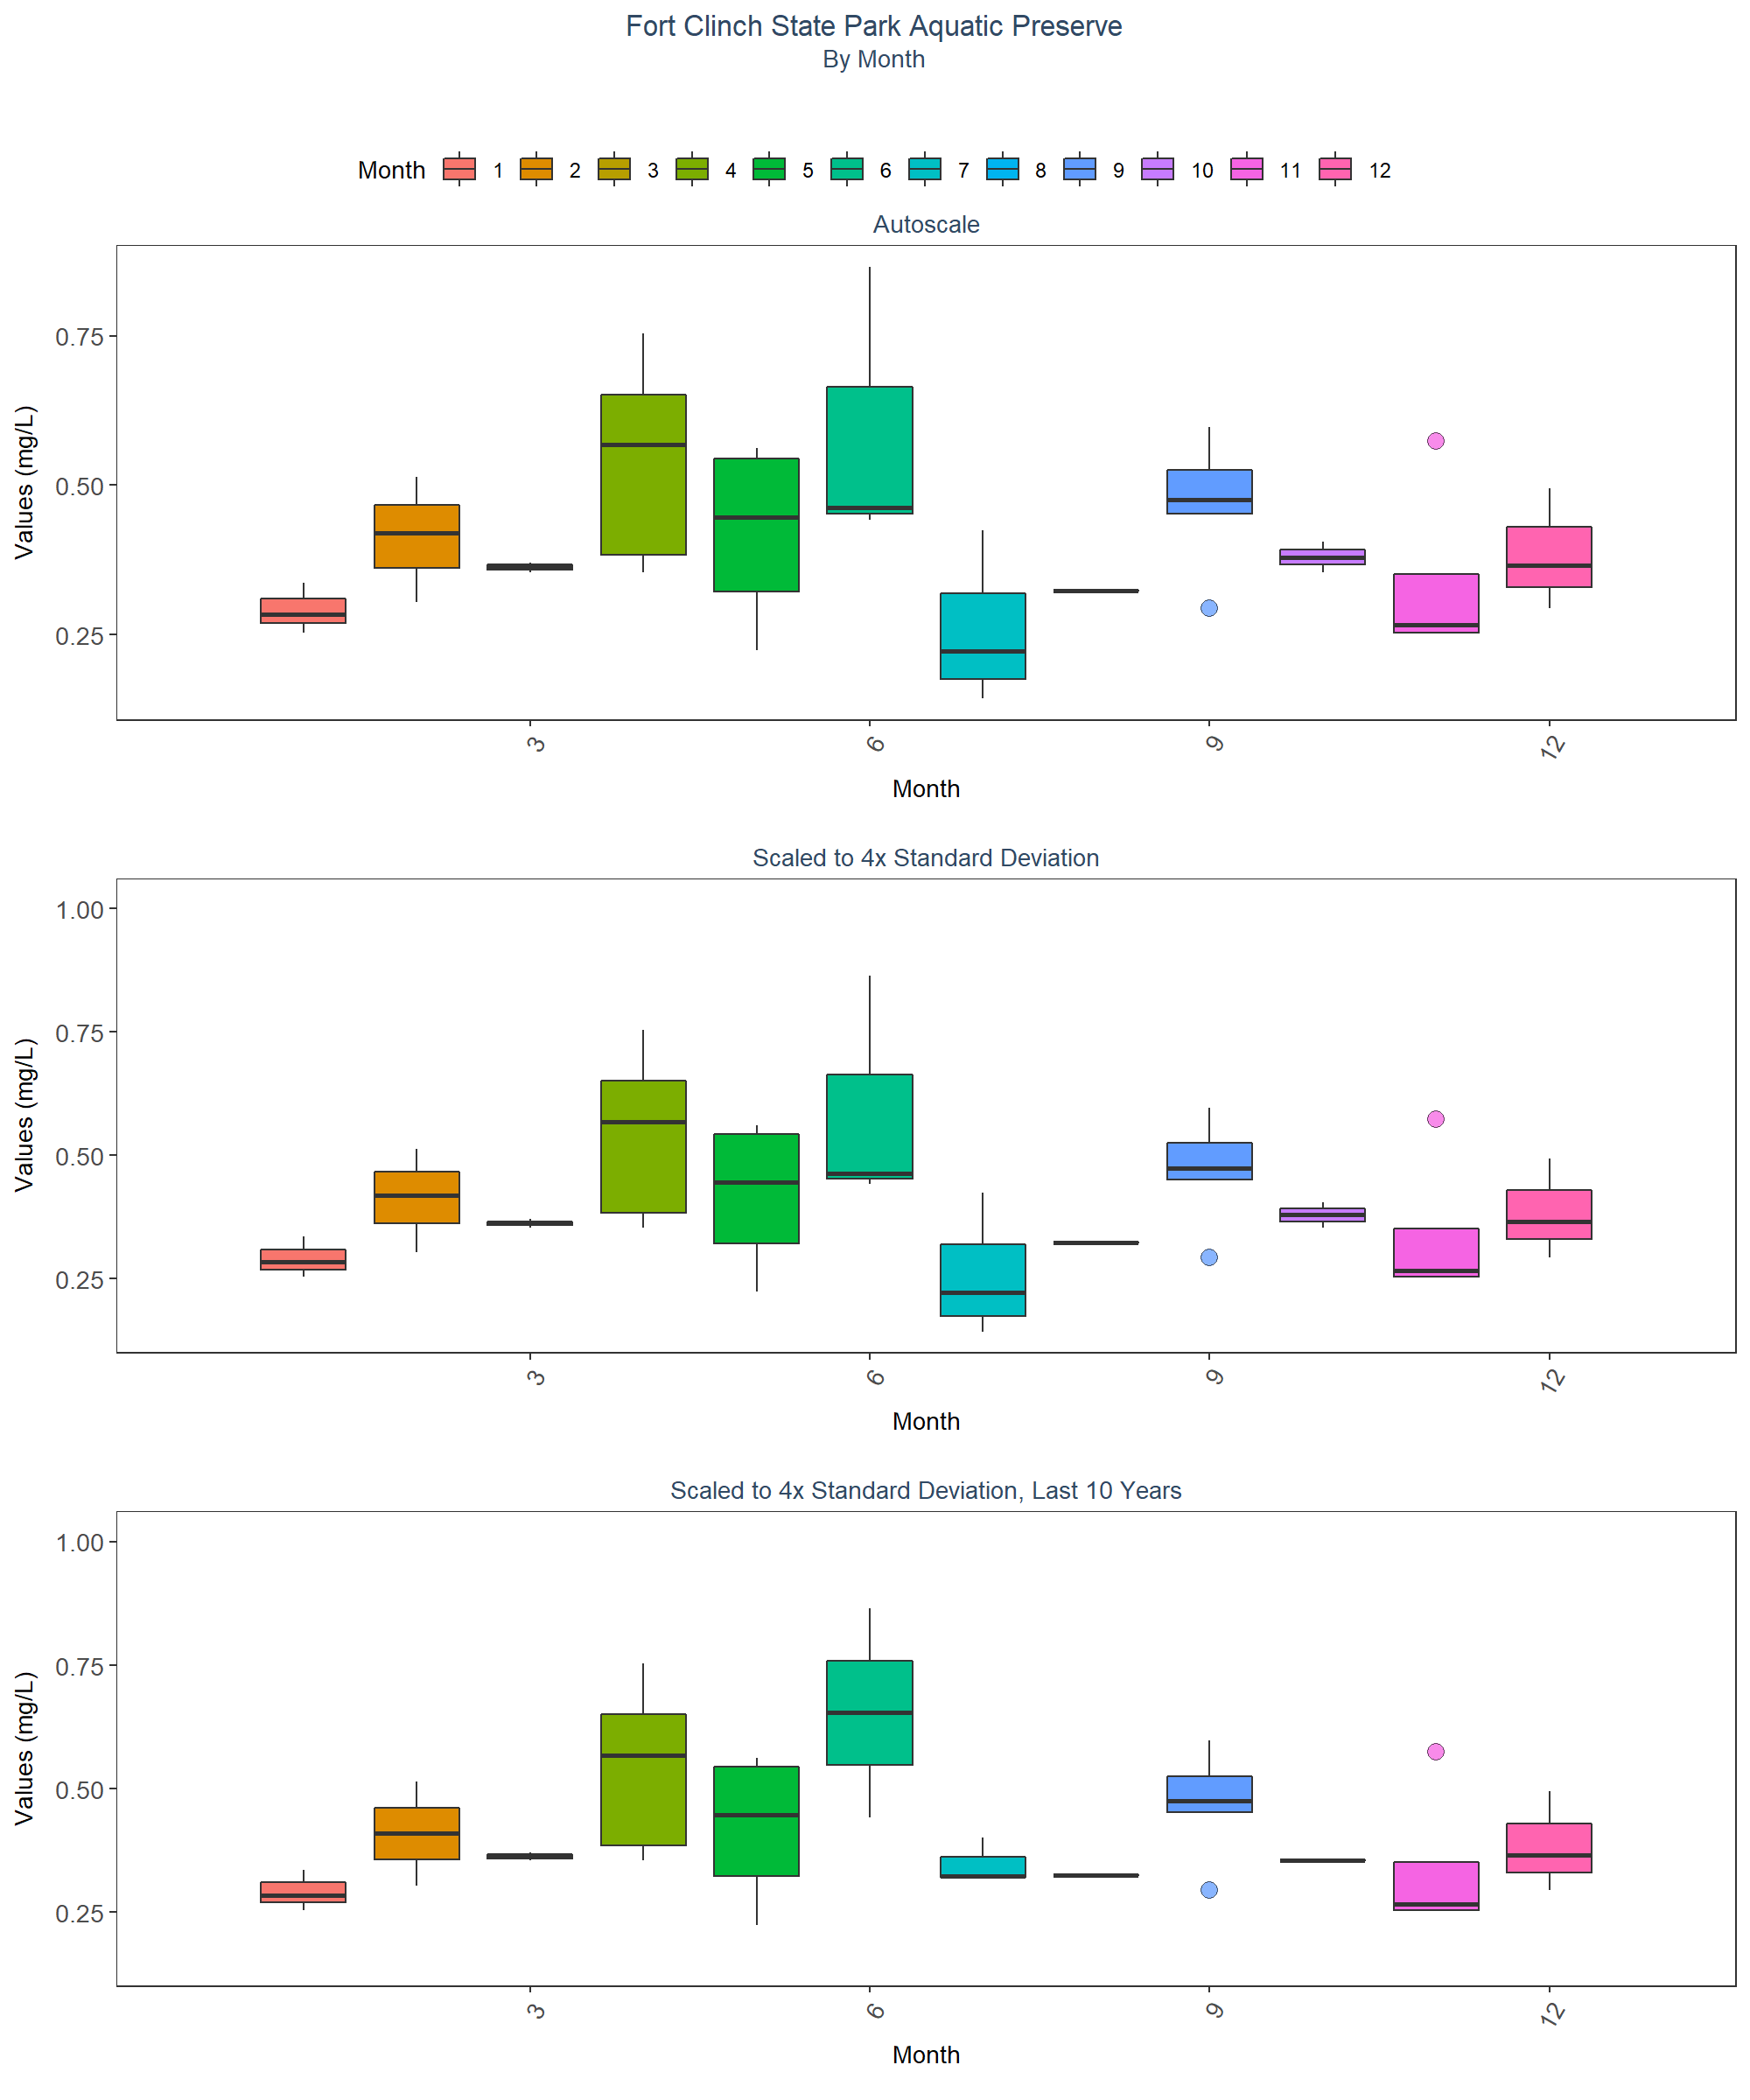 Fort Clinch State Park Aquatic Preserve
By Month
Month 1 2 3 4 5 6 7 8 9 10 11 12
Autoscale
Values (mg/L)
0.75
0.50
0.25
3 6 9 12
Month
Scaled to 4x Standard Deviation
Values (mg/L)
1.00
0.75
0.50
0.25
3 6 9 12
Month
Scaled to 4x Standard Deviation, Last 10 Years
Values (mg/L)
1.00
0.75
0.50
0.25
3 6 9 12
Month